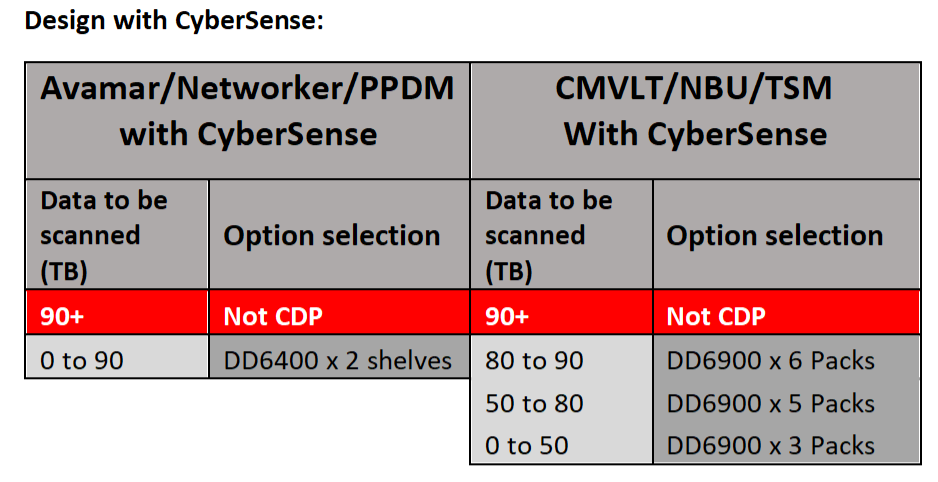 Design with CyberSense:
Avamar/Networker/PPDM
with CyberSense
CMVLT/NBU/TSM
With CyberSense
Data to be
scanned
(TB)
Option selection
Data to be
scanned
(TB)
Option selection
90+
Not CDP
90+
Not CDP
0 to 90
DD6400 x 2 shelves
80 to 90
DD6900 x 6 Packs
50 to 80
DD6900 x 5 Packs
0 to 50
DD6900 x 3 Packs